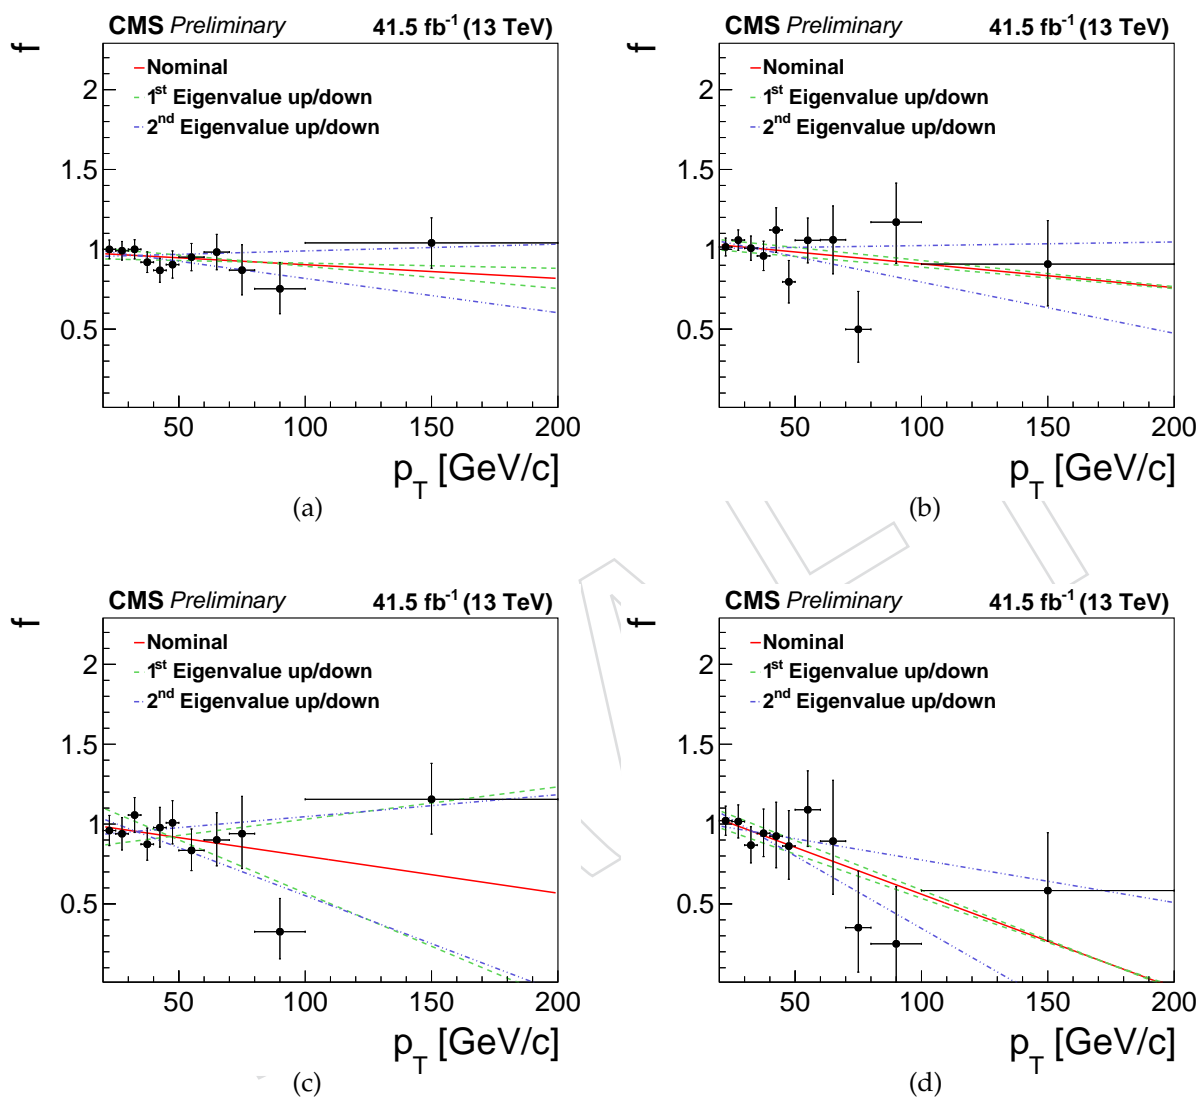 CMS Preliminary 41.5 fb⁻¹ (13 TeV)
f
Nominal
1st Eigenvalue up/down
2nd Eigenvalue up/down
2
1.5
1
0.5
50 100 150 200
pT [GeV/c]
(a)
CMS Preliminary 41.5 fb⁻¹ (13 TeV)
f
Nominal
1st Eigenvalue up/down
2nd Eigenvalue up/down
2
1.5
1
0.5
50 100 150 200
pT [GeV/c]
(b)
CMS Preliminary 41.5 fb⁻¹ (13 TeV)
f
Nominal
1st Eigenvalue up/down
2nd Eigenvalue up/down
2
1.5
1
0.5
50 100 150 200
pT [GeV/c]
(c)
CMS Preliminary 41.5 fb⁻¹ (13 TeV)
f
Nominal
1st Eigenvalue up/down
2nd Eigenvalue up/down
2
1.5
1
0.5
50 100 150 200
pT [GeV/c]
(d)